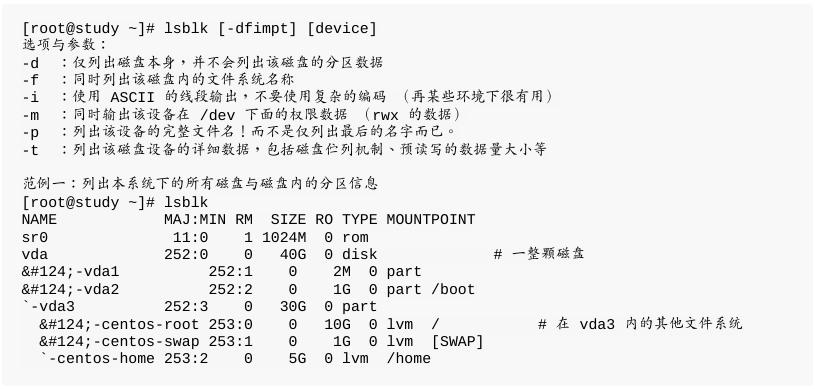 [root@study ~]# lsblk [-dfimpt] [device]
选项与参数：
-d  ：仅列出磁盘本身，并不会列出该磁盘的分区数据
-f  ：同时列出该磁盘内的文件系统名称
-i  ：使用 ASCII 的线段输出，不要使用复杂的编码 （再某些环境下很有用）
-m  ：同时输出该设备在 /dev 下面的权限数据 （rwx 的数据）
-p  ：列出该设备的完整文件名！而不是仅列出最后的名字而已。
-t  ：列出该磁盘设备的详细数据，包括磁盘伫列机制、预读写的数据量大小等
范例一：列出本系统下的所有磁盘与磁盘内的分区信息
[root@study ~]# lsblk
NAME            MAJ:MIN RM  SIZE RO TYPE MOUNTPOINT
sr0              11:0    1 1024M  0 rom
vda             252:0    0   40G  0 disk             # 一整颗磁盘
&#124;-vda1          252:1    0    2M  0 part
&#124;-vda2          252:2    0    1G  0 part /boot
`-vda3          252:3    0   30G  0 part
  &#124;-centos-root 253:0    0   10G  0 lvm  /           # 在 vda3 内的其他文件系统
  &#124;-centos-swap 253:1    0    1G  0 lvm  [SWAP]
  `-centos-home 253:2    0    5G  0 lvm  /home